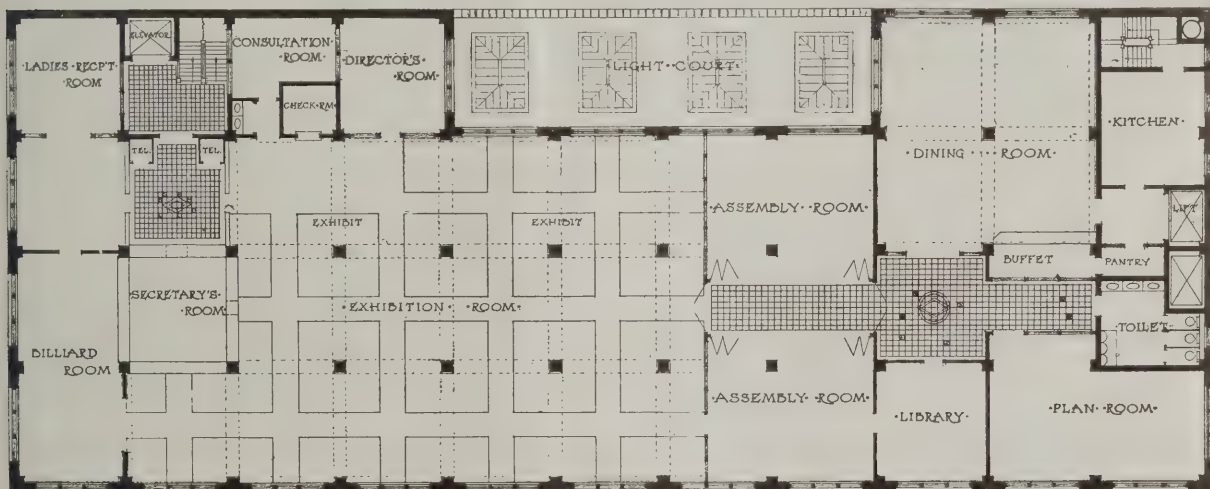 ELEVATOR
LADIES RECP'T
ROOM
CONSULTATION
ROOM
DIRECTOR'S
ROOM
LIGHT COURT
CHECK RM.
KITCHEN
TEL.
TEL.
DINING ROOM
EXHIBIT
EXHIBIT
ASSEMBLY ROOM
LIFT
BUFFET
PANTRY
SECRETARY'S
ROOM
EXHIBITION ROOM
TOILET
BILLIARD
ROOM
ASSEMBLY ROOM
LIBRARY
PLAN ROOM